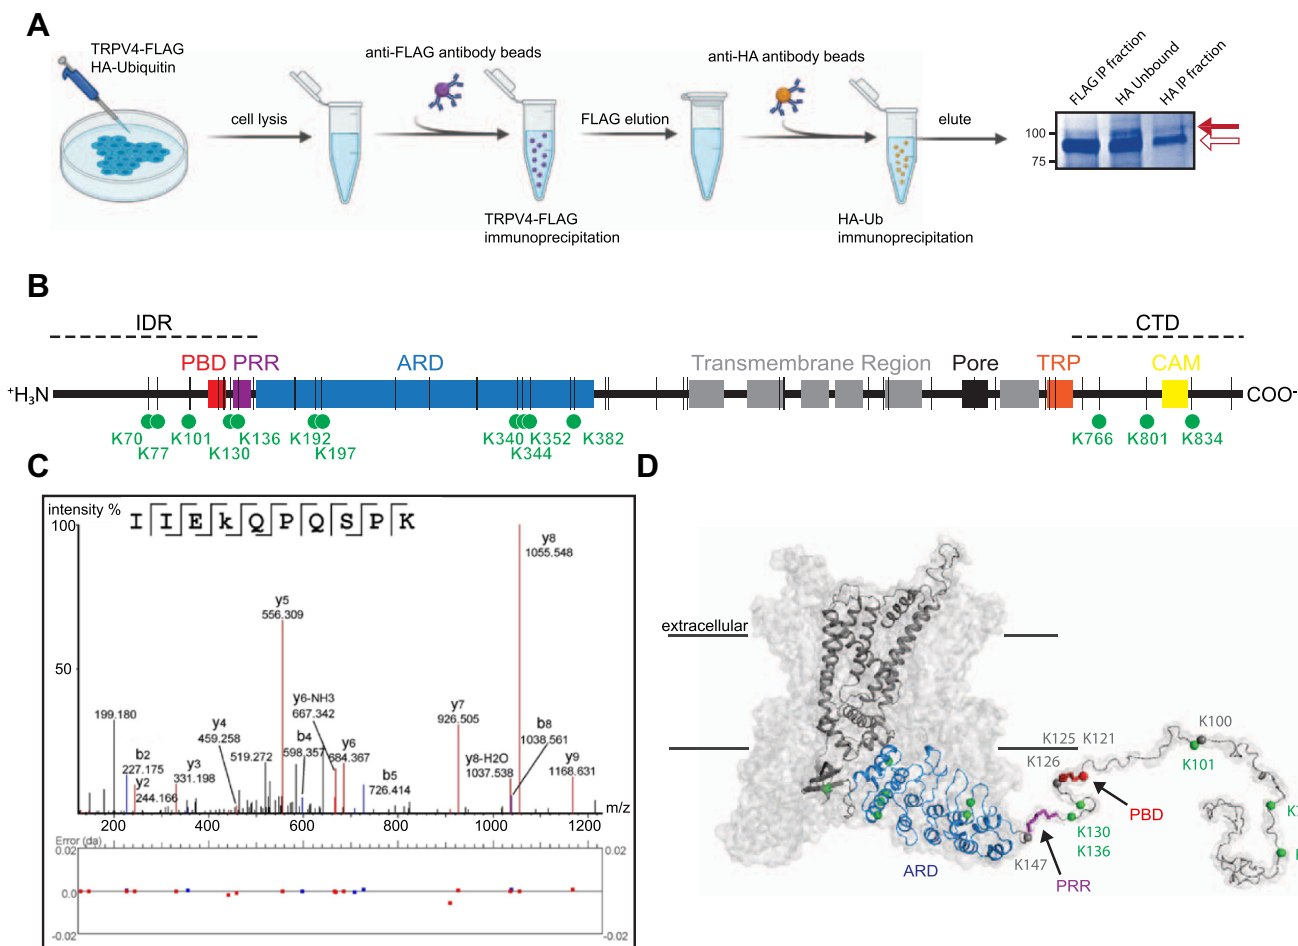 A
TRPV4-FLAG
HA-Ubiquitin
cell lysis
anti-FLAG antibody beads
TRPV4-FLAG
immunoprecipitation
FLAG elution
anti-HA antibody beads
HA-Ub
immunoprecipitation
elute
FLAG IP fraction
HA Unbound
HA IP fraction
100
75
B
IDR
CTD
PBD
PRR
ARD
Transmembrane Region
Pore
TRP
CAM
⁺H₃N
COO⁻
K70
K77
K101
K130
K136
K192
K197
K340
K344
K352
K382
K766
K801
K834
C
intensity %
I I E k Q P Q S P K
100
50
y8
1055.548
y5
556.309
y6-NH3
667.342
y7
926.505
199.180
y4
459.258
b4
598.357
y6
684.367
b8
1038.561
b2
227.175
y3
331.198
519.272
y8-H2O
1037.538
y9
1168.631
y2
244.166
b5
726.414
m/z
200
400
600
800
1000
1200
Error (da)
0.02
0.02
0.0
0.0
-0.02
-0.02
D
extracellular
K100
K125
K121
K101
K126
PBD
K130
K136
K147
ARD
PRR